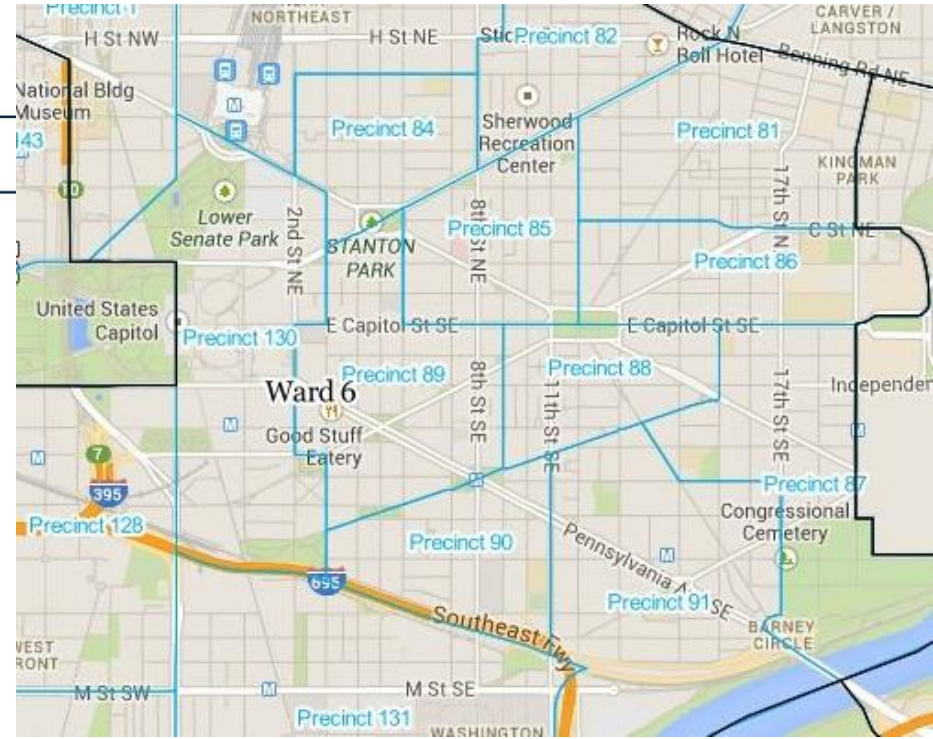 Precinct 1
NORTHEAST
CARVER /
LANGSTON
H St NW
H St NE
Precinct 82
Rock N
Roll Hotel
Benning Rd NE
National Bldg
Museum
143
Precinct 84
Sherwood
Recreation
Center
Precinct 81
KINGMAN
PARK
10
Lower
Senate Park
2nd St NE
STANTON
PARK
8th St NE
Precinct 85
17th St N
C St NE
Precinct 86
United States
Capitol
Precinct 130
E Capitol St SE
E Capitol St SE
Ward 6
Precinct 89
Precinct 88
8th St SE
11th St SE
17th St SE
Independen
Good Stuff
Eatery
7
395
Precinct 128
Precinct 87
Congressional
Cemetery
Precinct 90
Pennsylvania A
SE
695
Precinct 91
Southeast Fwy
BARNEY
CIRCLE
WEST
RONT
M St SW
M St SE
Precinct 131
WASHINGTON